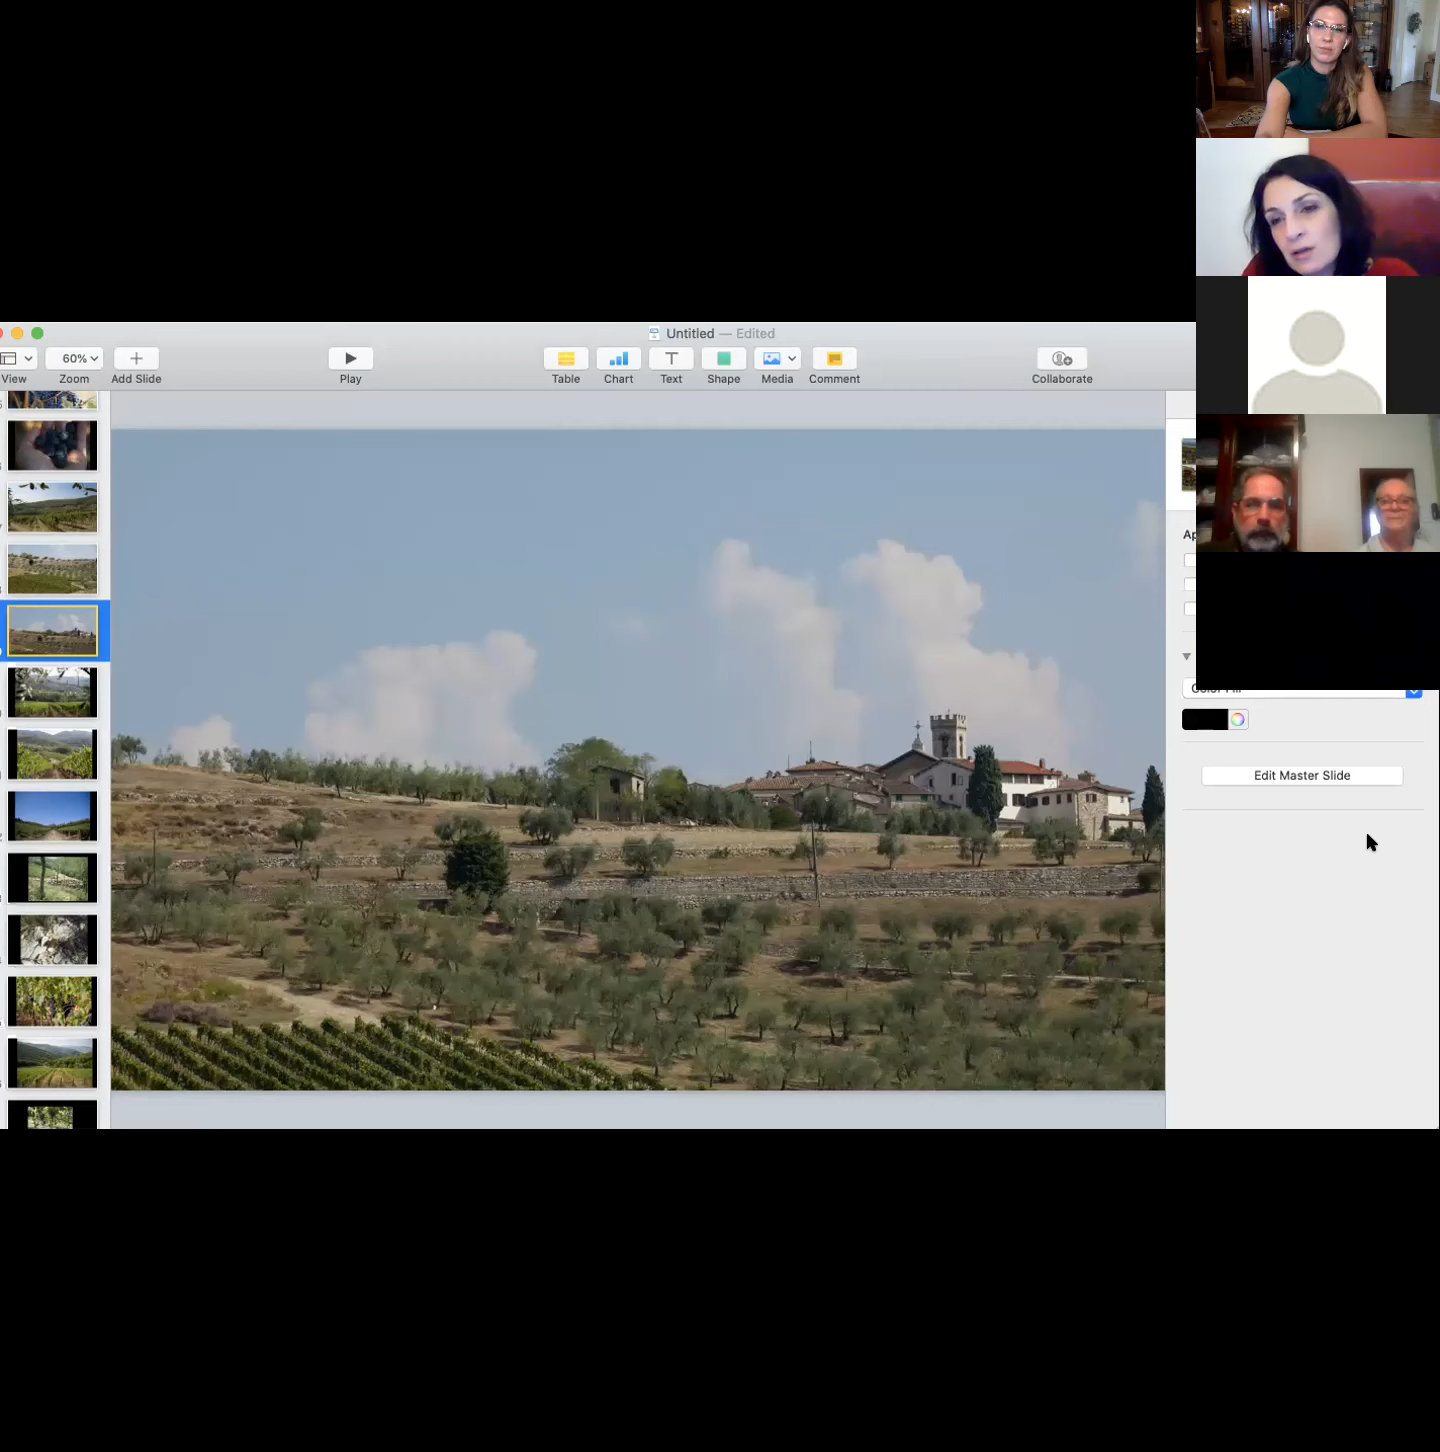 Untitled — Edited
60%
View
Zoom
Add Slide
Play
Table
Chart
Text
Shape
Media
Comment
Collaborate
Edit Master Slide